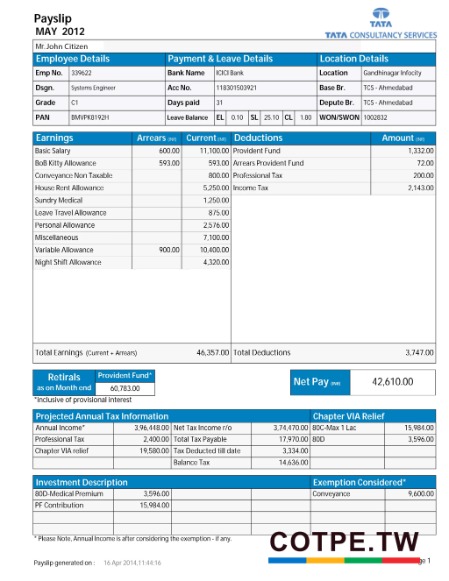 Payslip
MAY 2012
TATA
TATA CONSULTANCY SERVICES
Mr.John Citizen
Employee Details Payment & Leave Details Location Details
Emp No. 339622 Bank Name ICICI Bank Location Gandhinagar Infocity
Dsgn. Systems Engineer Acc No. 118301503921 Base Br. TCS - Ahmedabad
Grade C1 Days paid 31 Depute Br. TCS - Ahmedabad
PAN BMVPK0192H Leave Balance EL 0.10 SL 25.10 CL 1.00 WON/SWON 1002832
Earnings Arrears (INR) Current (INR) Deductions Amount (INR)
Basic Salary 600.00 11,100.00 Provident Fund 1,332.00
BoB Kitty Allowance 593.00 593.00 Arrears Provident Fund 72.00
Conveyance Non Taxable 800.00 Professional Tax 200.00
House Rent Allowance 5,250.00 Income Tax 2,143.00
Sundry Medical 1,250.00
Leave Travel Allowance 875.00
Personal Allowance 2,576.00
Miscellaneous 7,100.00
Variable Allowance 900.00 10,400.00
Night Shift Allowance 4,320.00
Total Earnings (Current + Arrears) 46,357.00 Total Deductions 3,747.00
Retirals Provident Fund*
as on Month end 60,783.00
Net Pay (INR) 42,610.00
*Inclusive of provisional interest
Projected Annual Tax Information Chapter VIA Relief
Annual Income* 3,96,448.00 Net Tax Income r/o 3,74,470.00 80C-Max 1 Lac 15,984.00
Professional Tax 2,400.00 Total Tax Payable 17,970.00 80D 3,596.00
Chapter VIA relief 19,580.00 Tax Deducted till date 3,334.00
Balance Tax 14,636.00
Investment Description Exemption Considered*
80D-Medical Premium 3,596.00 Conveyance 9,600.00
PF Contribution 15,984.00
* Please Note, Annual Income is after considering the exemption - if any.
COTPE.TW
Payslip generated on : 16 Apr 2014,11:44:16 ge 1